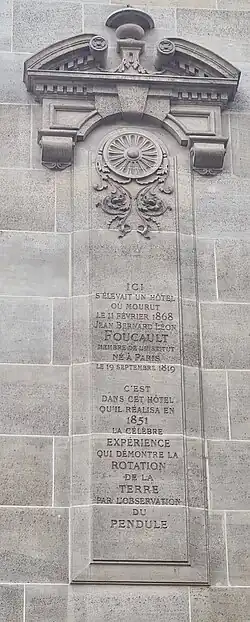 ICI
S'ÉLEVAIT UN HÔTEL
OÙ MOURUT
LE 11 FÉVRIER 1868
JEAN BERNARD LÉON
FOUCAULT
MEMBRE DE L'INSTITUT
NÉ À PARIS
LE 19 SEPTEMBRE 1819
C'EST
DANS CET HÔTEL
QU'IL RÉALISA EN
1851
LA CÉLÈBRE
EXPÉRIENCE
QUI DÉMONTRE LA
ROTATION
DE LA
TERRE
PAR L'OBSERVATION
DU
PENDULE